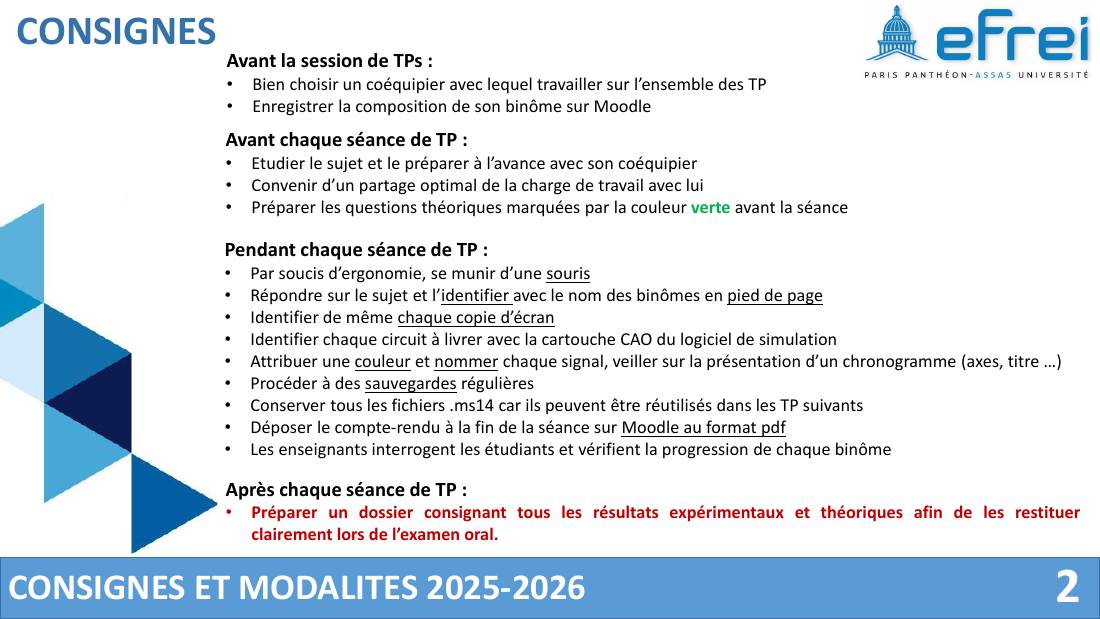 CONSIGNES
efrei
PARIS PANTHÉON-ASSAS UNIVERSITÉ
Avant la session de TPs :
• Bien choisir un coéquipier avec lequel travailler sur l’ensemble des TP
• Enregistrer la composition de son binôme sur Moodle
Avant chaque séance de TP :
• Etudier le sujet et le préparer à l’avance avec son coéquipier
• Convenir d’un partage optimal de la charge de travail avec lui
• Préparer les questions théoriques marquées par la couleur verte avant la séance
Pendant chaque séance de TP :
• Par soucis d’ergonomie, se munir d’une souris
• Répondre sur le sujet et l’identifier avec le nom des binômes en pied de page
• Identifier de même chaque copie d’écran
• Identifier chaque circuit à livrer avec la cartouche CAO du logiciel de simulation
• Attribuer une couleur et nommer chaque signal, veiller sur la présentation d’un chronogramme (axes, titre …)
• Procéder à des sauvegardes régulières
• Conserver tous les fichiers .ms14 car ils peuvent être réutilisés dans les TP suivants
• Déposer le compte-rendu à la fin de la séance sur Moodle au format pdf
• Les enseignants interrogent les étudiants et vérifient la progression de chaque binôme
Après chaque séance de TP :
• Préparer un dossier consignant tous les résultats expérimentaux et théoriques afin de les restituer
clairement lors de l’examen oral.
CONSIGNES ET MODALITES 2025-2026
2